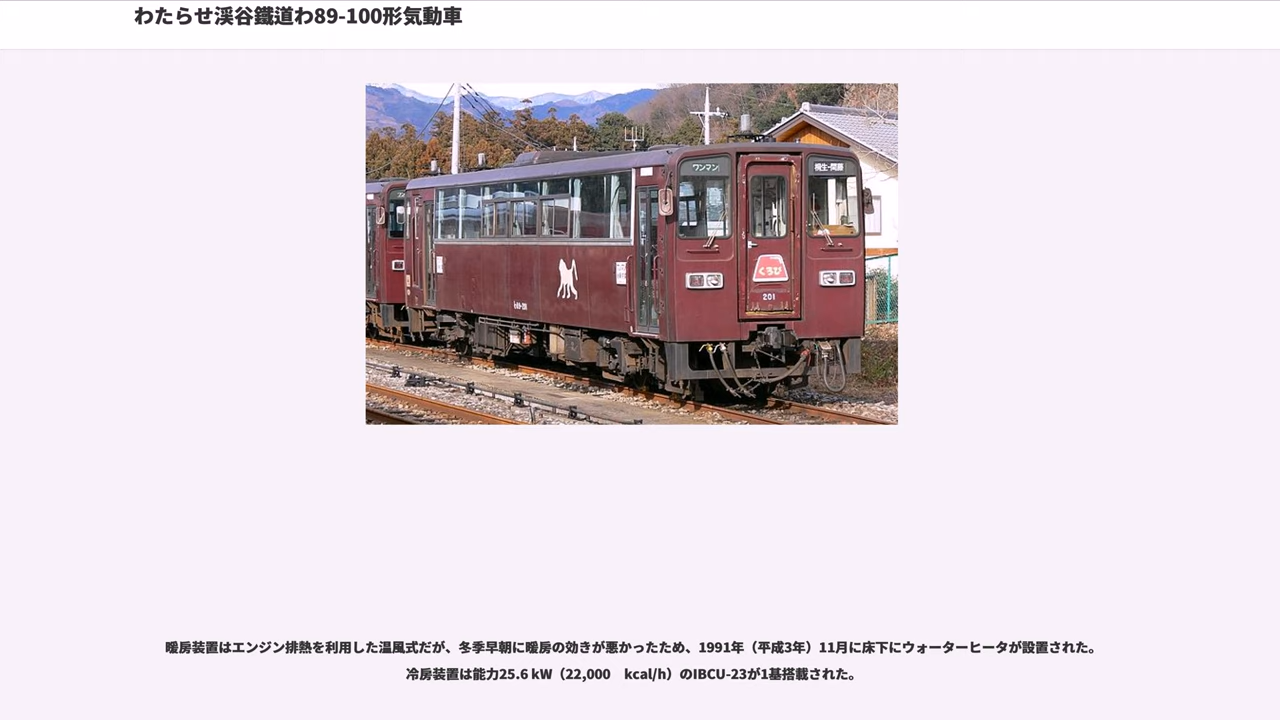 わたらせ渓谷鐵道わ89-100形気動車
ワンマン
桐生-間藤
くろび
201
暖房装置はエンジン排熱を利用した温風式だが、冬季早朝に暖房の効きが悪かったため、1991年（平成3年）11月に床下にウォーターヒータが設置された。
冷房装置は能力25.6 kW（22,000　kcal/h）のIBCU-23が1基搭載された。